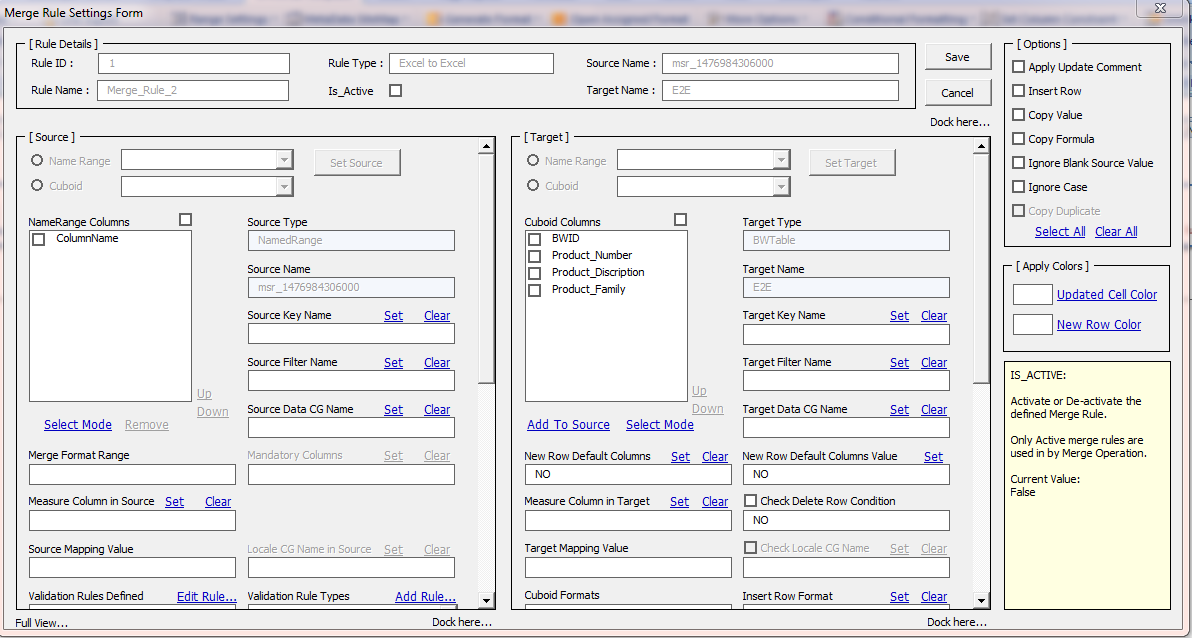 Merge Rule Settings Form
[ Rule Details ]
Rule ID : 1
Rule Type : Excel to Excel
Source Name : msr_1476984306000
Rule Name : Merge_Rule_2
Is_Active
Target Name : E2E
Save
Cancel
Dock here...
[ Options ]
Apply Update Comment
Insert Row
Copy Value
Copy Formula
Ignore Blank Source Value
Ignore Case
Copy Duplicate
Select All Clear All
[ Source ]
Name Range
Set Source
Cuboid
NameRange Columns
ColumnName
Up
Down
Select Mode Remove
Source Type
NamedRange
Source Name
msr_1476984306000
Source Key Name Set Clear
Source Filter Name Set Clear
Source Data CG Name Set Clear
Merge Format Range
Mandatory Columns Set Clear
Measure Column in Source Set Clear
Source Mapping Value
Locale CG Name in Source Set Clear
Validation Rules Defined Edit Rule...
Validation Rule Types Add Rule...
[ Target ]
Name Range
Set Target
Cuboid
Cuboid Columns
BWID
Product_Number
Product_Discription
Product_Family
Up
Down
Add To Source Select Mode
Target Type
BWTable
Target Name
E2E
Target Key Name Set Clear
Target Filter Name Set Clear
Target Data CG Name Set Clear
New Row Default Columns Set Clear
NO
New Row Default Columns Value Set
NO
Measure Column in Target Set Clear
Check Delete Row Condition
NO
Target Mapping Value
Check Locale CG Name Set Clear
Cuboid Formats
Insert Row Format Set Clear
[ Apply Colors ]
Updated Cell Color
New Row Color
IS_ACTIVE:
Activate or De-activate the
defined Merge Rule.
Only Active merge rules are
used in by Merge Operation.
Current Value:
False
Full View...
Dock here...
Dock here...